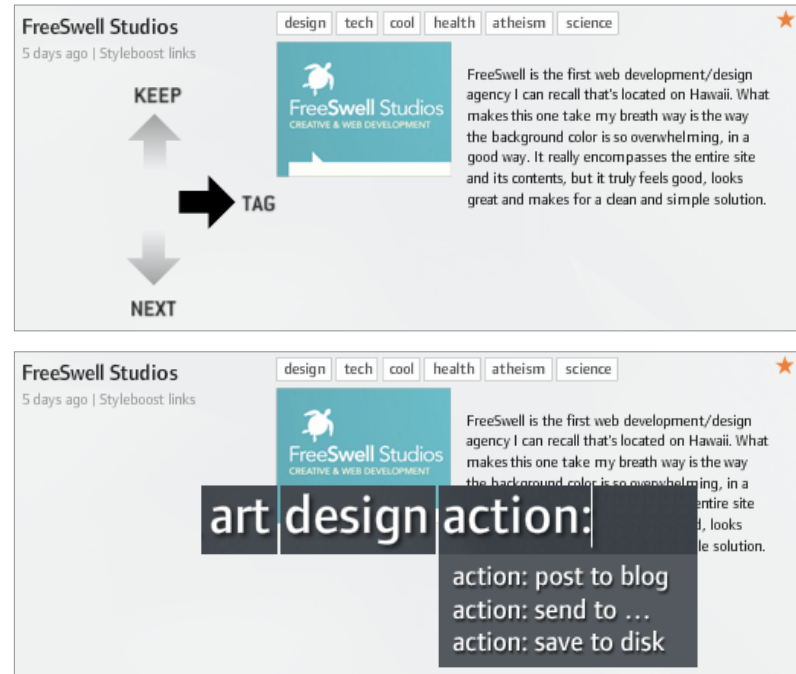 FreeSwell Studios
design tech cool health atheism science
5 days ago | Styleboost links
KEEP
TAG
NEXT
FreeSwell Studios
CREATIVE & WEB DEVELOPMENT
FreeSwell is the first web development/design
agency I can recall that's located on Hawaii. What
makes this one take my breath way is the way
the background color is so overwhelming, in a
good way. It really encompasses the entire site
and its contents, but it truly feels good, looks
great and makes for a clean and simple solution.
FreeSwell Studios
design tech cool health atheism science
5 days ago | Styleboost links
FreeSwell Studios
CREATIVE & WEB DEVELOPMENT
FreeSwell is the first web development/design
agency I can recall that's located on Hawaii. What
makes this one take my breath way is the way
the background color is so overwhelming, in a
entire site
looks
solution.
art design action:
action: post to blog
action: send to ...
action: save to disk